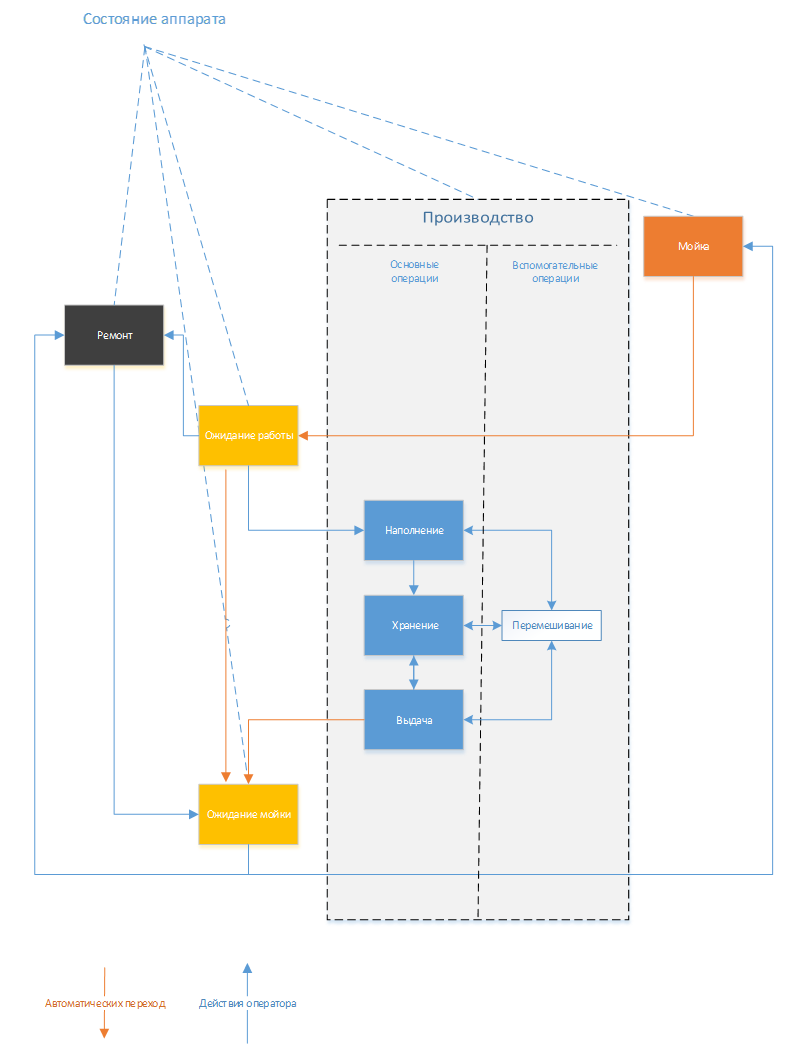 Состояние аппарата
Производство
Основные
операции
Вспомогательные
операции
Мойка
Ремонт
Ожидание работы
Наполнение
Хранение
Перемешивание
Выдача
Ожидание мойки
Автоматических переход
Действия оператора